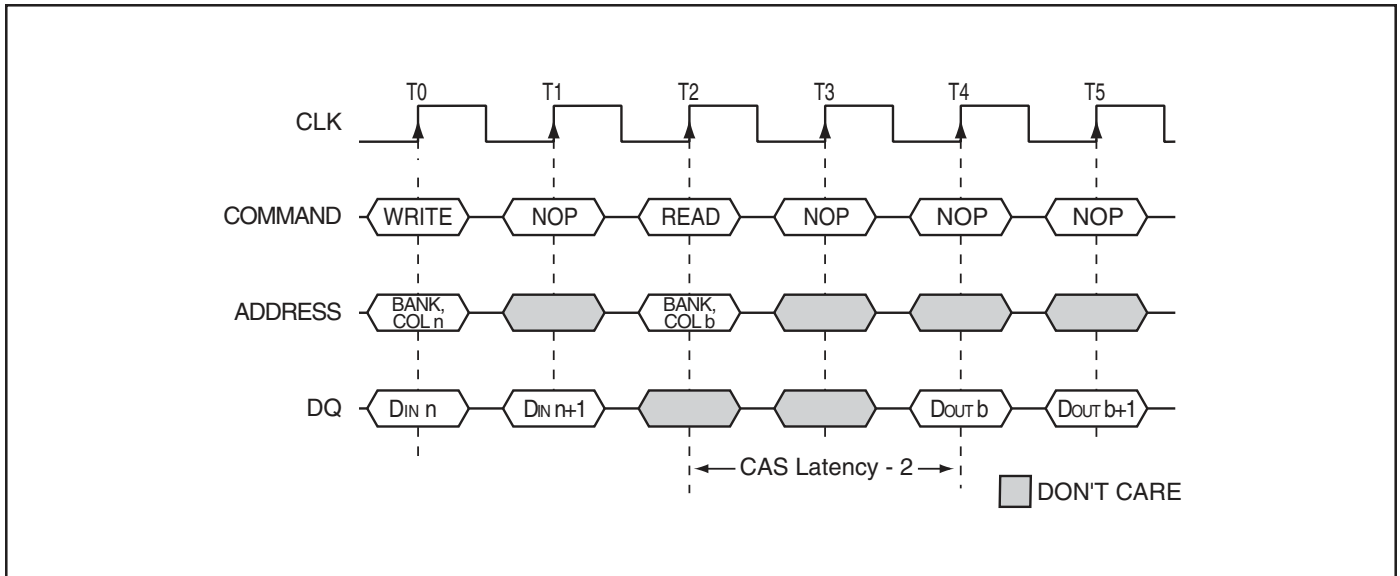 T0 T1 T2 T3 T4 T5
CLK
COMMAND WRITE NOP READ NOP NOP NOP
ADDRESS BANK, COL n BANK, COL b
DQ DIN n DIN n+1 DOUT b DOUT b+1
CAS Latency - 2
DON'T CARE